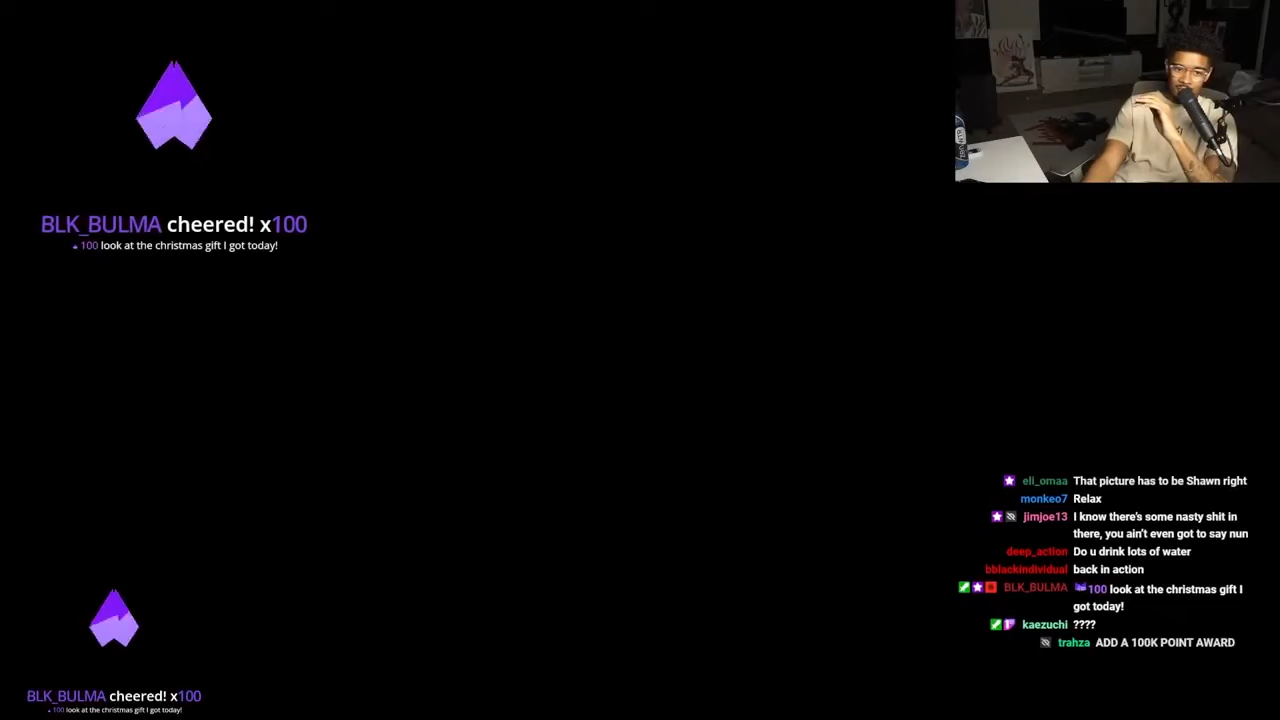 BLK_BULMA cheered! x100
100 look at the christmas gift I got today!
eli_omaa That picture has to be Shawn right
monkeo7 Relax
jimjoe13 I know there's some nasty shit in
there, you ain't even got to say nun
deep_action Do u drink lots of water
bblackindividual back in action
BLK_BULMA 100 look at the christmas gift I
got today!
kaezuchi ????
trahza ADD A 100K POINT AWARD
BLK_BULMA cheered! x100
100 look at the christmas gift I got today!